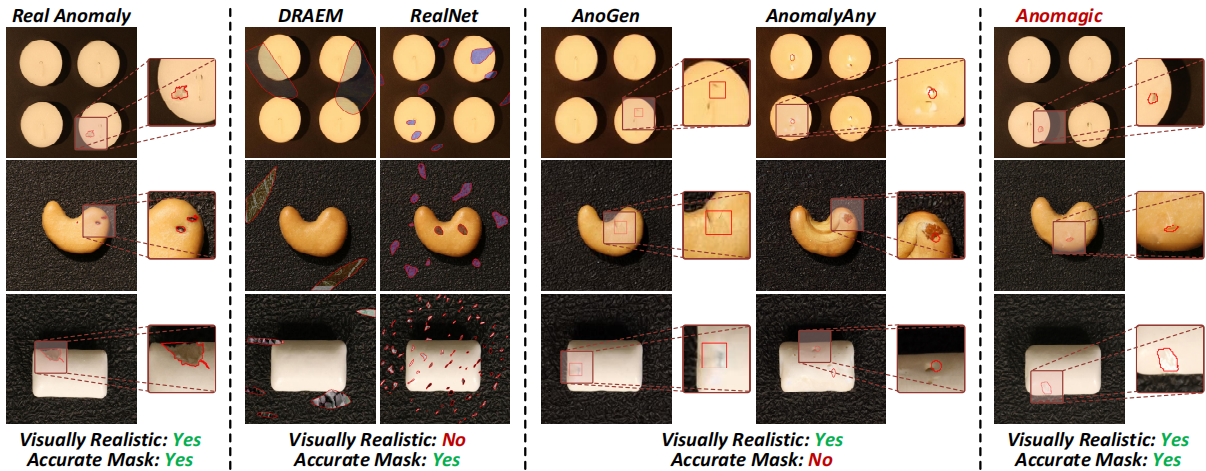 Real Anomaly
DRAEM
RealNet
AnoGen
AnomalyAny
Anomagic
Visually Realistic: Yes
Accurate Mask: Yes
Visually Realistic: No
Accurate Mask: Yes
Visually Realistic: Yes
Accurate Mask: No
Visually Realistic: Yes
Accurate Mask: Yes